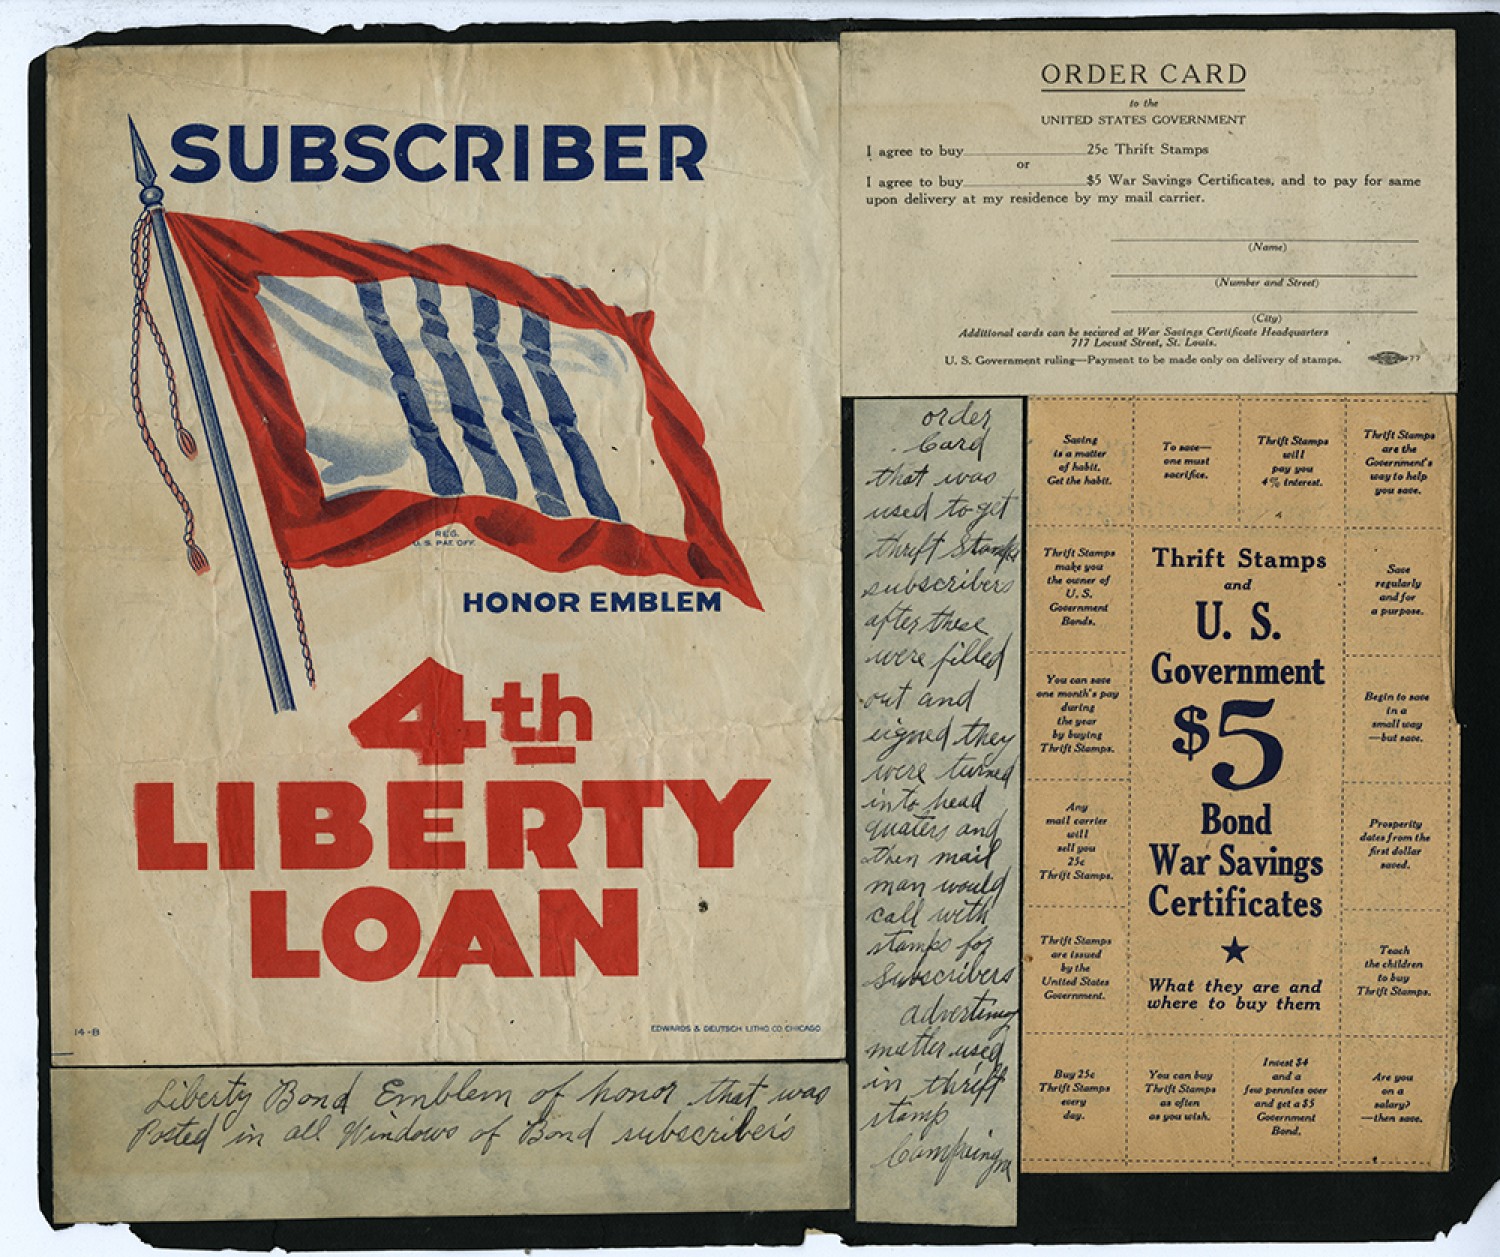 SUBSCRIBER
REG.
U. S. PAT. OFF.
HONOR EMBLEM
4th
LIBERTY
LOAN
14-B
EDWARDS & DEUTSCH LITHO. CO. CHICAGO
Liberty Bond Emblem of honor that was
Posted in all Windows of Bond subscriber's
ORDER CARD
to the
UNITED STATES GOVERNMENT
I agree to buy 25c Thrift Stamps
or
I agree to buy $5 War Savings Certificates, and to pay for same
upon delivery at my residence by my mail carrier.
(Name)
(Number and Street)
(City)
Additional cards can be secured at War Savings Certificate Headquarters
717 Locust Street, St. Louis.
U. S. Government ruling—Payment to be made only on delivery of stamps.
77
order
Card
that was
used to get
thrift Stamps
subscribers
after these
were filled
out and
signed they
were turned
into head
quaters and
then mail
man would
call with
stamps for
Subscribers
advertising
matter used
in thrift
stamp
Campaingn
Saving
is a matter
of habit.
Get the habit.
To save—
one must
sacrifice.
Thrift Stamps
will
pay you
4% interest.
Thrift Stamps
are the
Government's
way to help
you save.
Thrift Stamps
make you
the owner of
U. S.
Government
Bonds.
You can save
one month's pay
during
the year
by buying
Thrift Stamps.
Any
mail carrier
will
sell you
25c
Thrift Stamps.
Thrift Stamps
are issued
by the
United States
Government.
Thrift Stamps
and
U. S.
Government
$5
Bond
War Savings
Certificates
What they are and
where to buy them
Save
regularly
and for
a purpose.
Begin to save
in a
small way
—but save.
Prosperity
dates from the
first dollar
saved.
Teach
the children
to buy
Thrift Stamps.
Buy 25c
Thrift Stamps
every
day.
You can buy
Thrift Stamps
as often
as you wish.
Invest $4
and a
few pennies over
and get a $5
Government
Bond.
Are you
on a
salary?
—then save.